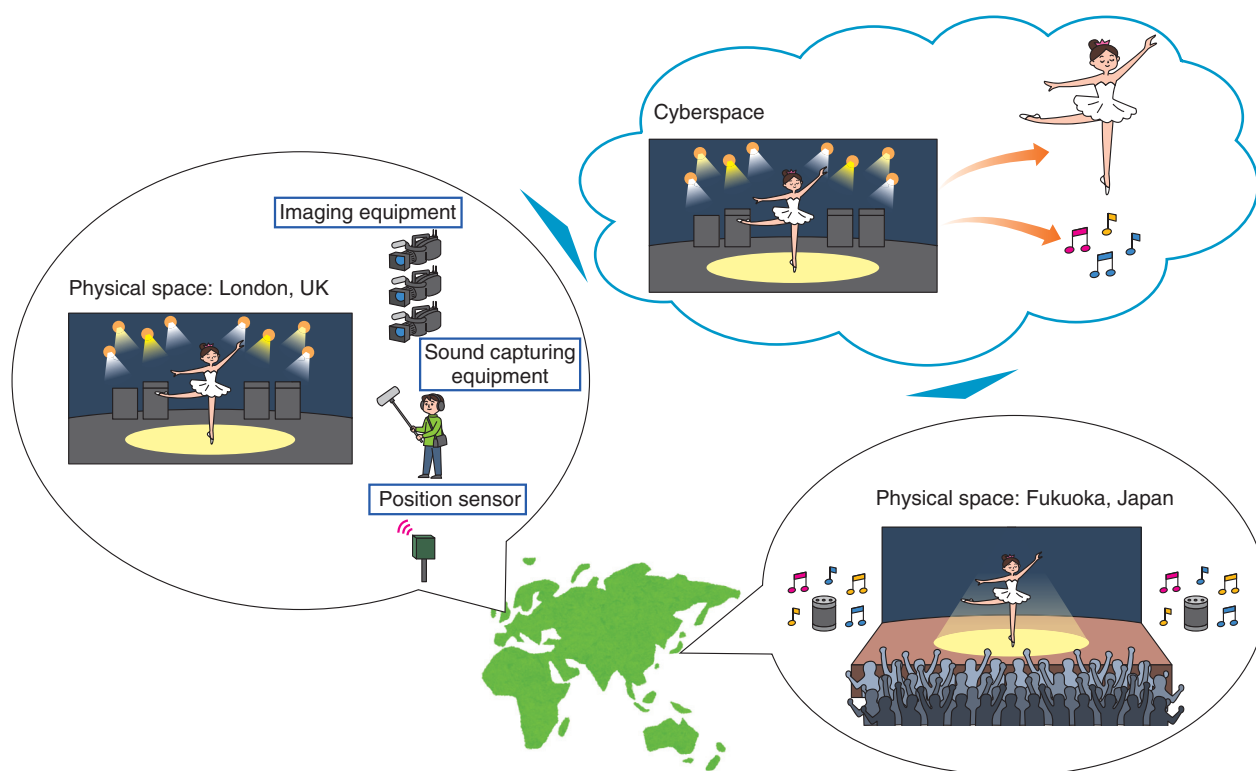 Cyberspace
Imaging equipment
Physical space: London, UK
Sound capturing
equipment
Position sensor
Physical space: Fukuoka, Japan